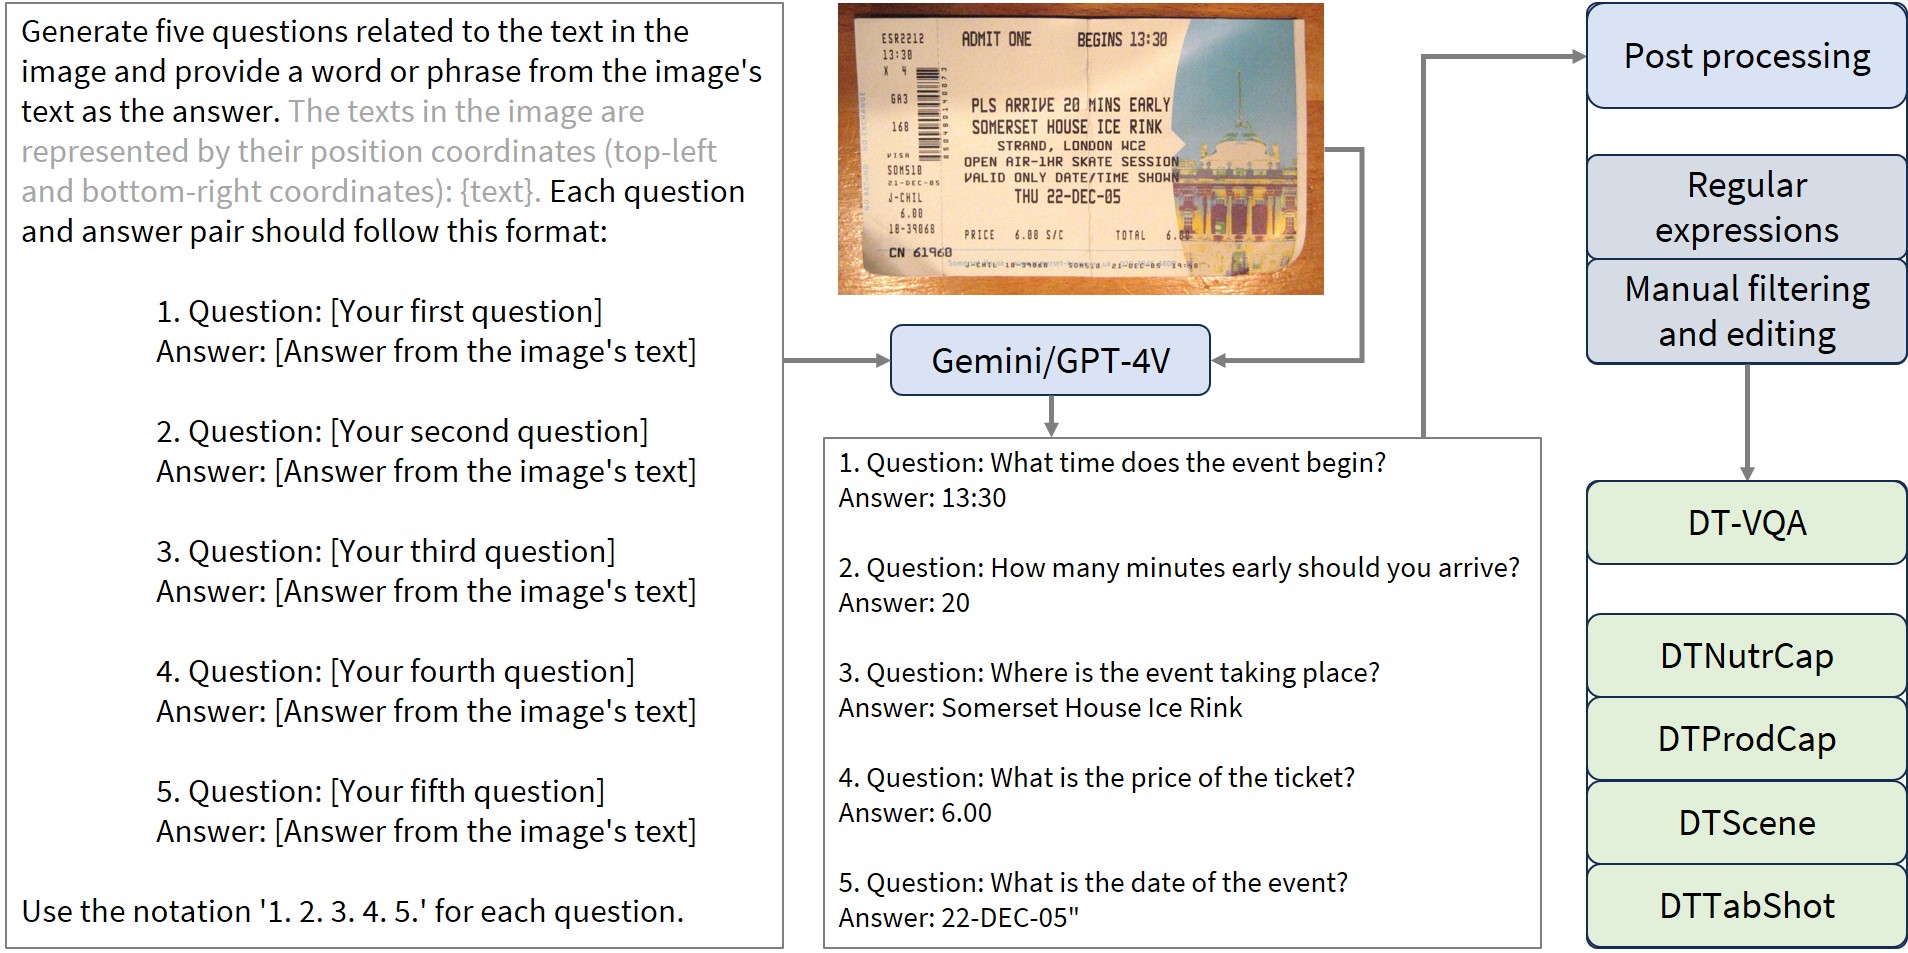 Generate five questions related to the text in the
image and provide a word or phrase from the image's
text as the answer. The texts in the image are
represented by their position coordinates (top-left
and bottom-right coordinates): {text}. Each question
and answer pair should follow this format:
1. Question: [Your first question]
Answer: [Answer from the image's text]
2. Question: [Your second question]
Answer: [Answer from the image's text]
3. Question: [Your third question]
Answer: [Answer from the image's text]
4. Question: [Your fourth question]
Answer: [Answer from the image's text]
5. Question: [Your fifth question]
Answer: [Answer from the image's text]
Use the notation '1. 2. 3. 4. 5.' for each question.
ESR2212
13:30
X 4
GA3
168
VISA
SOMS10
21-DEC-05
J-CHIL
6.00
10-39068
CN 61960
ADMIT ONE BEGINS 13:30
PLS ARRIVE 20 MINS EARLY
SOMERSET HOUSE ICE RINK
STRAND, LONDON WC2
OPEN AIR-1HR SKATE SESSION
VALID ONLY DATE/TIME SHOWN
THU 22-DEC-05
PRICE 6.00 S/C TOTAL 6.00
J-CHIL 10-39068 SOMS10 21-DEC-05
Gemini/GPT-4V
1. Question: What time does the event begin?
Answer: 13:30
2. Question: How many minutes early should you arrive?
Answer: 20
3. Question: Where is the event taking place?
Answer: Somerset House Ice Rink
4. Question: What is the price of the ticket?
Answer: 6.00
5. Question: What is the date of the event?
Answer: 22-DEC-05"
Post processing
Regular
expressions
Manual filtering
and editing
DT-VQA
DTNutrCap
DTProdCap
DTScene
DTTabShot